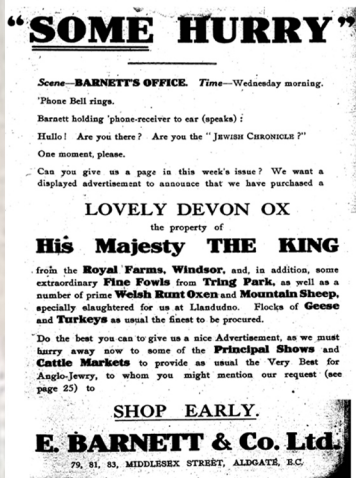 “SOME HURRY”
Scene—BARNETT'S OFFICE. Time—Wednesday morning.
'Phone Bell rings.
Barnett holding 'phone-receiver to ear (speaks) :
Hullo! Are you there? Are you the "JEWISH CHRONICLE?"
One moment, please.
Can you give us a page in this week's issue? We want a
displayed advertisement to announce that we have purchased a
LOVELY DEVON OX
the property of
His Majesty THE KING
from the Royal Farms, Windsor, and, in addition, some
extraordinary Fine Fowls from Tring Park, as well as a
number of prime Welsh Runt Oxen and Mountain Sheep,
specially slaughtered for us at Llandudno. Flocks of Geese
and Turkeys as usual the finest to be procured.
Do the best you can to give us a nice Advertisement, as we must
hurry away now to some of the Principal Shows and
Cattle Markets to provide as usual the Very Best for
Anglo-Jewry, to whom you might mention our request (see
page 25) to
SHOP EARLY.
E. BARNETT & Co. Ltd.
79, 81, 83, MIDDLESEX STREET, ALDGATE, E.C.